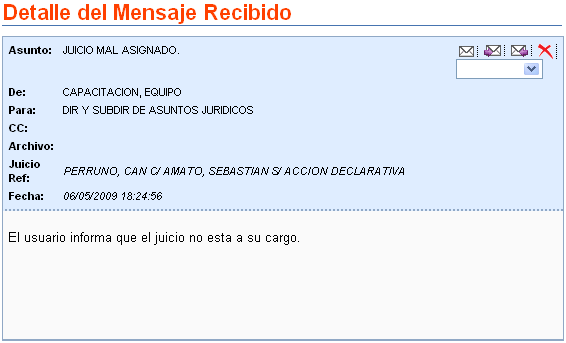 Detalle del Mensaje Recibido
Asunto: JUICIO MAL ASIGNADO.
De: CAPACITACION, EQUIPO
Para: DIR Y SUBDIR DE ASUNTOS JURIDICOS
CC:
Archivo:
Juicio Ref: PERRUNO, CAN C/ AMATO, SEBASTIAN S/ ACCION DECLARATIVA
Fecha: 06/05/2009 18:24:56
El usuario informa que el juicio no esta a su cargo.